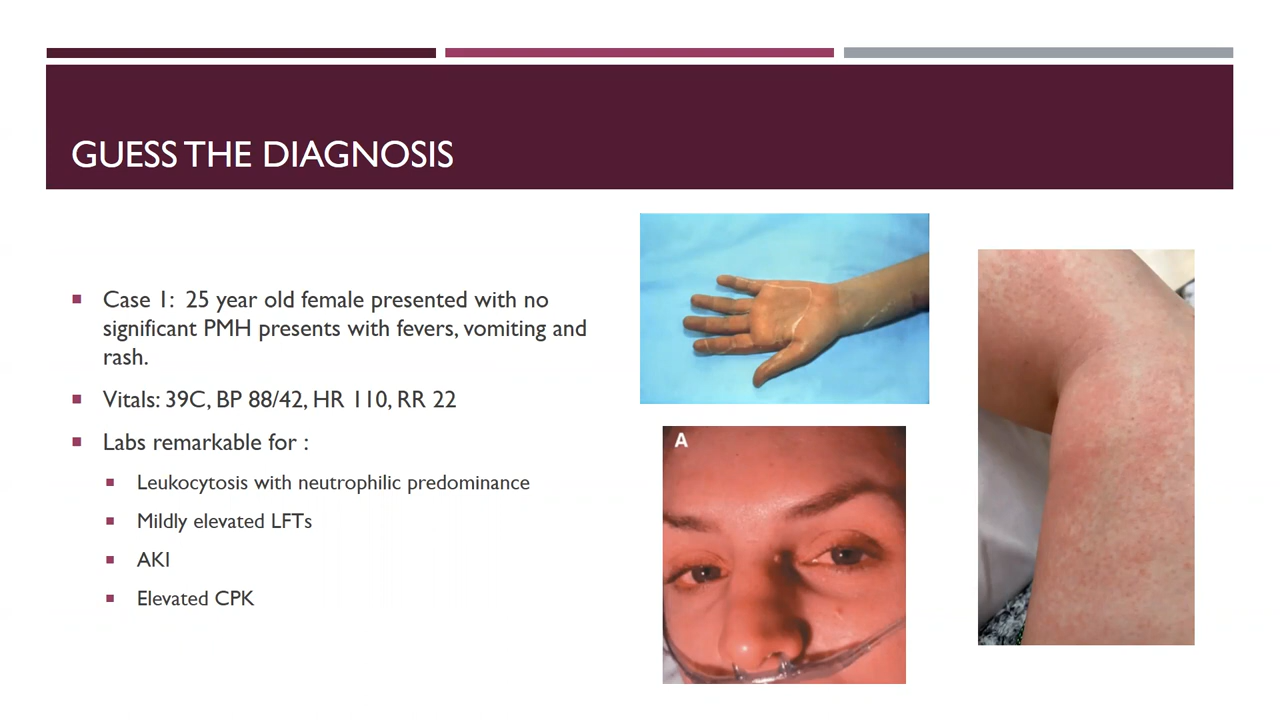 GUESS THE DIAGNOSIS
Case 1: 25 year old female presented with no
significant PMH presents with fevers, vomiting and
rash.
Vitals: 39C, BP 88/42, HR 110, RR 22
Labs remarkable for :
Leukocytosis with neutrophilic predominance
Mildly elevated LFTs
AKI
Elevated CPK
A